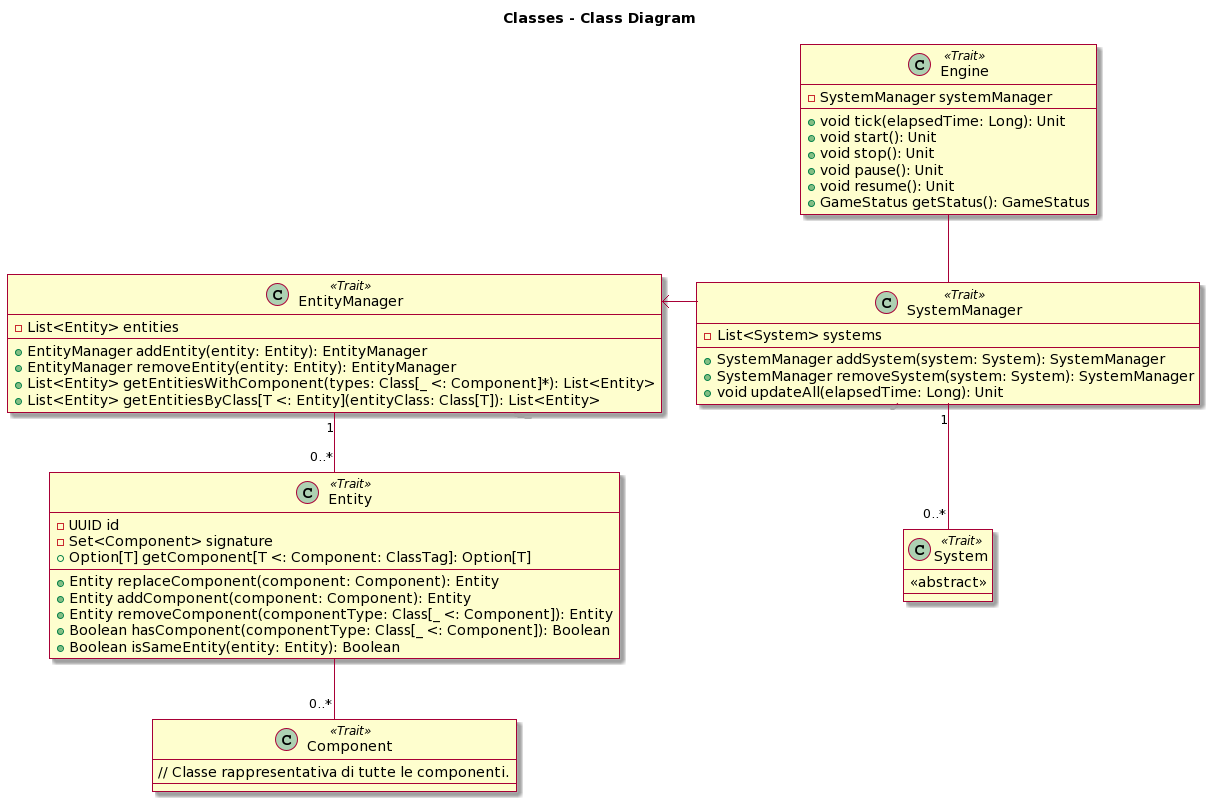 Classes - Class Diagram
C
«Trait»
Engine
SystemManager systemManager
void tick(elapsedTime: Long): Unit
void start(): Unit
void stop(): Unit
void pause(): Unit
void resume(): Unit
GameStatus getStatus(): GameStatus
C
«Trait»
EntityManager
List<Entity> entities
EntityManager addEntity(entity: Entity): EntityManager
EntityManager removeEntity(entity: Entity): EntityManager
List<Entity> getEntitiesWithComponent(types: Class[_ <: Component]*): List<Entity>
List<Entity> getEntitiesByClass[T <: Entity](entityClass: Class[T]): List<Entity>
C
«Trait»
SystemManager
List<System> systems
SystemManager addSystem(system: System): SystemManager
SystemManager removeSystem(system: System): SystemManager
void updateAll(elapsedTime: Long): Unit
1
0..*
1
0..*
C
«Trait»
Entity
UUID id
Set<Component> signature
Option[T] getComponent[T <: Component: ClassTag]: Option[T]
Entity replaceComponent(component: Component): Entity
Entity addComponent(component: Component): Entity
Entity removeComponent(componentType: Class[_ <: Component]): Entity
Boolean hasComponent(componentType: Class[_ <: Component]): Boolean
Boolean isSameEntity(entity: Entity): Boolean
C
«Trait»
System
«abstract»
0..*
C
«Trait»
Component
// Classe rappresentativa di tutte le componenti.